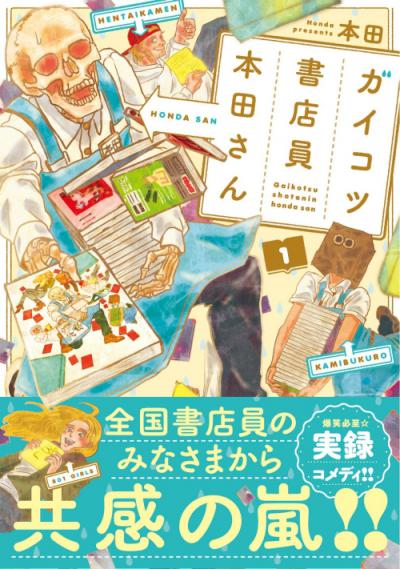 HENTAIKAMEN
Honda
presents
本田
ガイコツ
書店員
本田さん
HONDA SAN
Gaikotsu
shotenin
honda san
1
KAMIBUKURO
801 GIRLS
全国書店員の
みなさまから
共感の嵐!!
爆笑必至☆
実録
コメディ!!